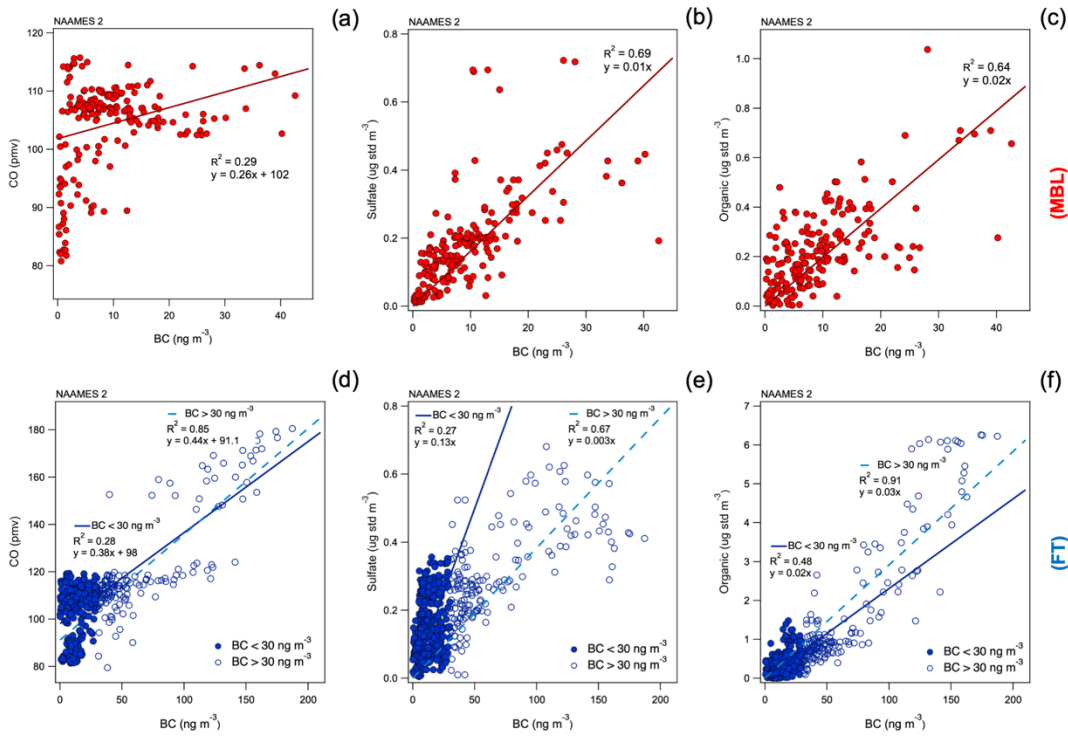 NAAMES 2
(a)
CO (pmv)
120
110
100
90
80
R² = 0.29
y = 0.26x + 102
0 10 20 30 40
BC (ng m⁻³)
NAAMES 2
(b)
Sulfate (ug std m⁻³)
0.8
0.6
0.4
0.2
0.0
R² = 0.69
y = 0.01x
0 10 20 30 40
BC (ng m⁻³)
NAAMES 2
(c)
Organic (ug std m⁻³)
1.0
0.8
0.6
0.4
0.2
0.0
R² = 0.64
y = 0.02x
0 10 20 30 40
BC (ng m⁻³)
(MBL)
NAAMES 2
(d)
CO (pmv)
180
160
140
120
100
80
BC > 30 ng m⁻³
R² = 0.85
y = 0.44x + 91.1
BC < 30 ng m⁻³
R² = 0.28
y = 0.38x + 98
BC < 30 ng m⁻³
BC > 30 ng m⁻³
0 50 100 150 200
BC (ng m⁻³)
NAAMES 2
(e)
Sulfate (ug std m⁻³)
0.8
0.6
0.4
0.2
0.0
BC < 30 ng m⁻³
R² = 0.27
y = 0.13x
BC > 30 ng m⁻³
R² = 0.67
y = 0.003x
BC < 30 ng m⁻³
BC > 30 ng m⁻³
0 50 100 150 200
BC (ng m⁻³)
NAAMES 2
(f)
Organic (ug std m⁻³)
7
6
5
4
3
2
1
0
BC > 30 ng m⁻³
R² = 0.91
y = 0.03x
BC < 30 ng m⁻³
R² = 0.48
y = 0.02x
BC < 30 ng m⁻³
BC > 30 ng m⁻³
0 50 100 150 200
BC (ng m⁻³)
(FT)